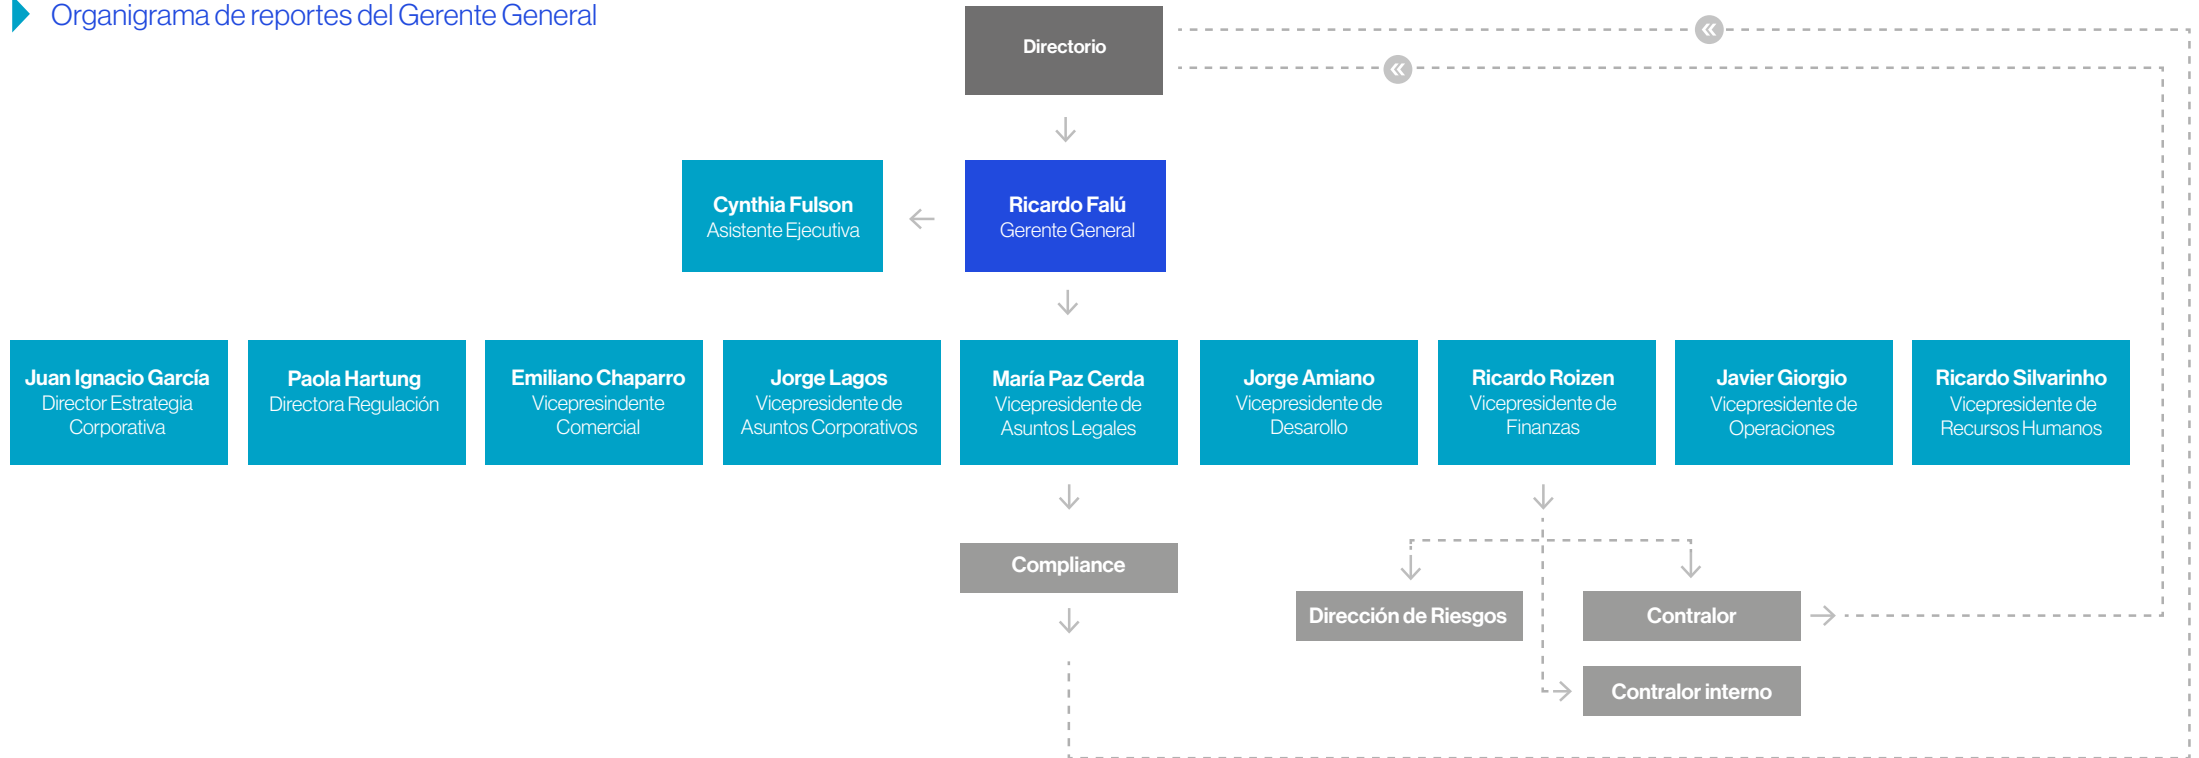 Organigrama de reportes del Gerente General
Directorio
Cynthia Fulson
Asistente Ejecutiva
Ricardo Falú
Gerente General
Juan Ignacio García
Director Estrategia
Corporativa
Paola Hartung
Directora Regulación
Emiliano Chaparro
Vicepresindente
Comercial
Jorge Lagos
Vicepresidente de
Asuntos Corporativos
María Paz Cerda
Vicepresidente de
Asuntos Legales
Jorge Amiano
Vicepresidente de
Desarollo
Ricardo Roizen
Vicepresidente de
Finanzas
Javier Giorgio
Vicepresidente de
Operaciones
Ricardo Silvarinho
Vicepresidente de
Recursos Humanos
Compliance
Dirección de Riesgos
Contralor
Contralor interno